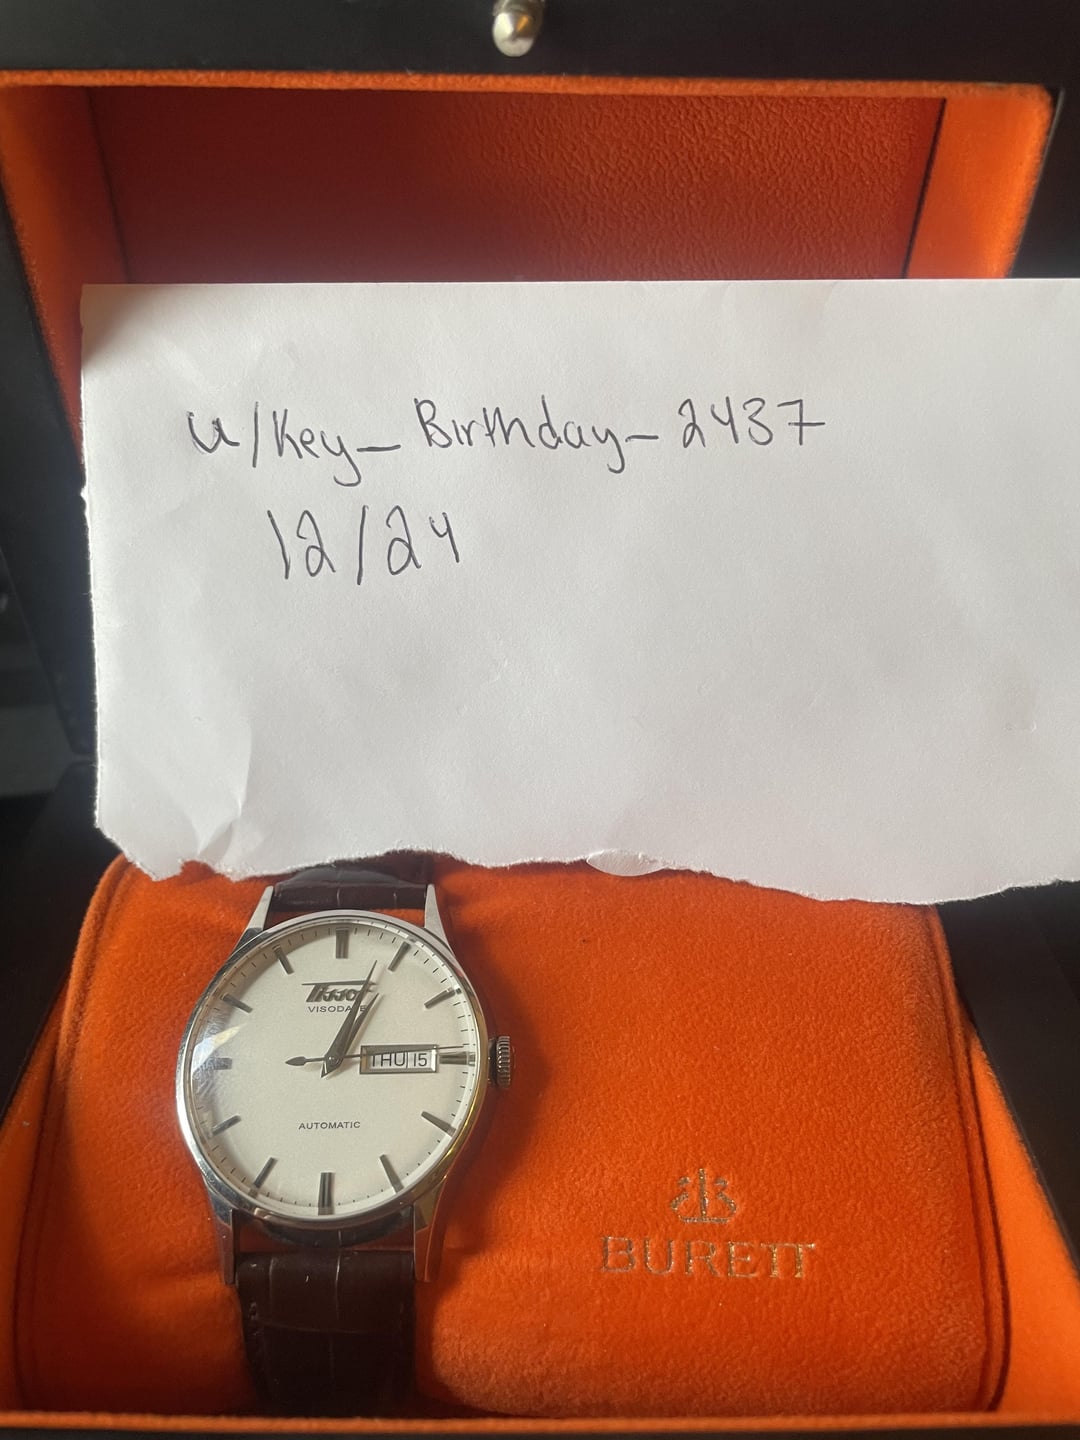 u/Key_Birthday_2437
12/24
Tissot
VISODATE
THU 15
AUTOMATIC
BURETT